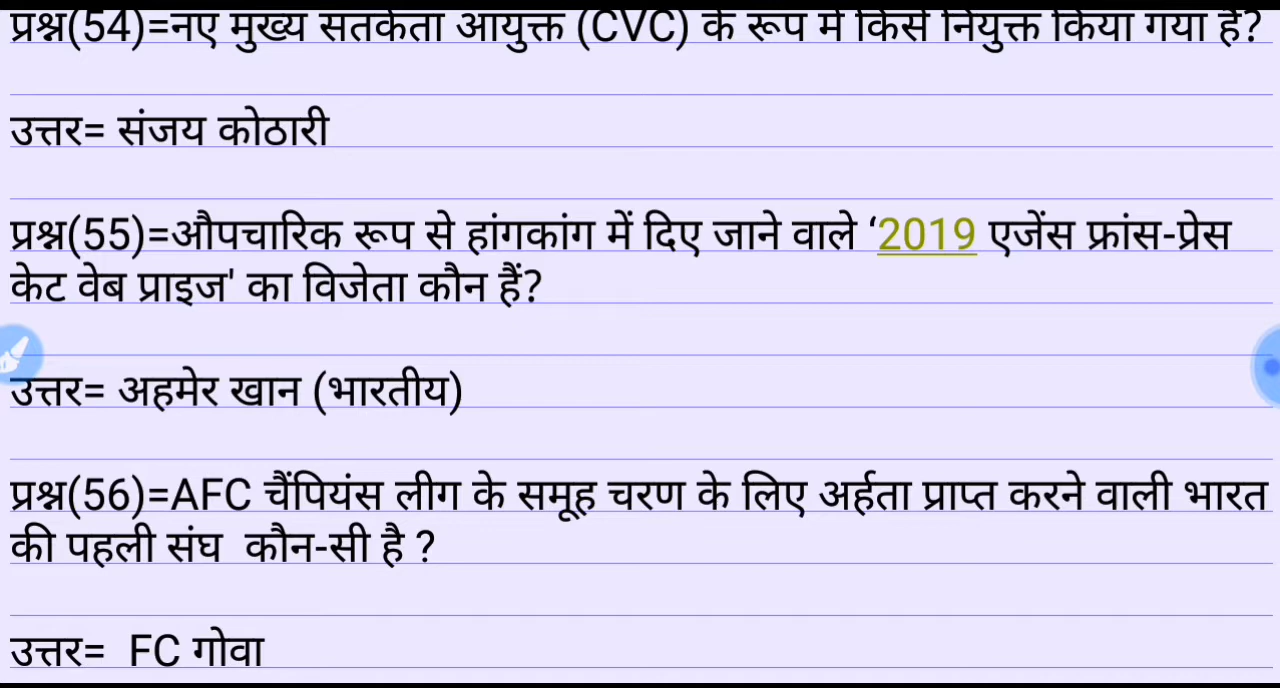 प्रश्न(54)=नए मुख्य सतर्कता आयुक्त (CVC) के रूप में किसे नियुक्त किया गया है?
उत्तर= संजय कोठारी
प्रश्न(55)=औपचारिक रूप से हांगकांग में दिए जाने वाले ‘2019 एजेंस फ्रांस-प्रेस
केट वेब प्राइज' का विजेता कौन हैं?
उत्तर= अहमेर खान (भारतीय)
प्रश्न(56)=AFC चैंपियंस लीग के समूह चरण के लिए अर्हता प्राप्त करने वाली भारत
की पहली संघ कौन-सी है ?
उत्तर= FC गोवा